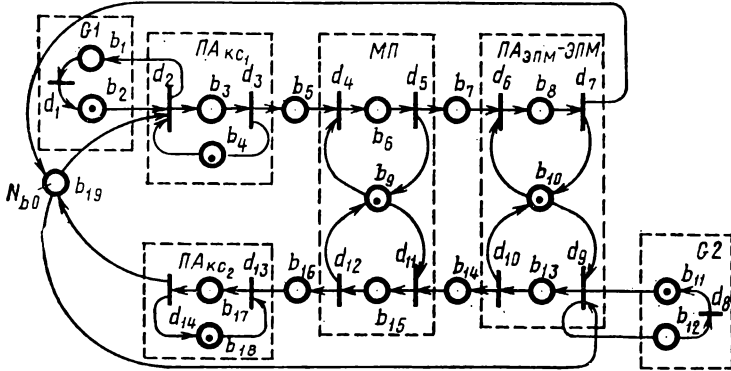 G1
b₁
d₁
b₂
ПАкс₁
d₂
d₃
b₃
b₄
b₅
МП
d₄
d₅
b₆
b₇
b₉
ПАЭПМ-ЭПМ
d₆
d₇
b₈
b₁₀
N_b0
b₁₉
ПАкс₂
d₁₃
b₁₇
d₁₄
b₁₈
b₁₆
d₁₂
d₁₁
b₁₅
b₁₄
d₁₀
b₁₃
d₉
G2
b₁₁
d₈
b₁₂